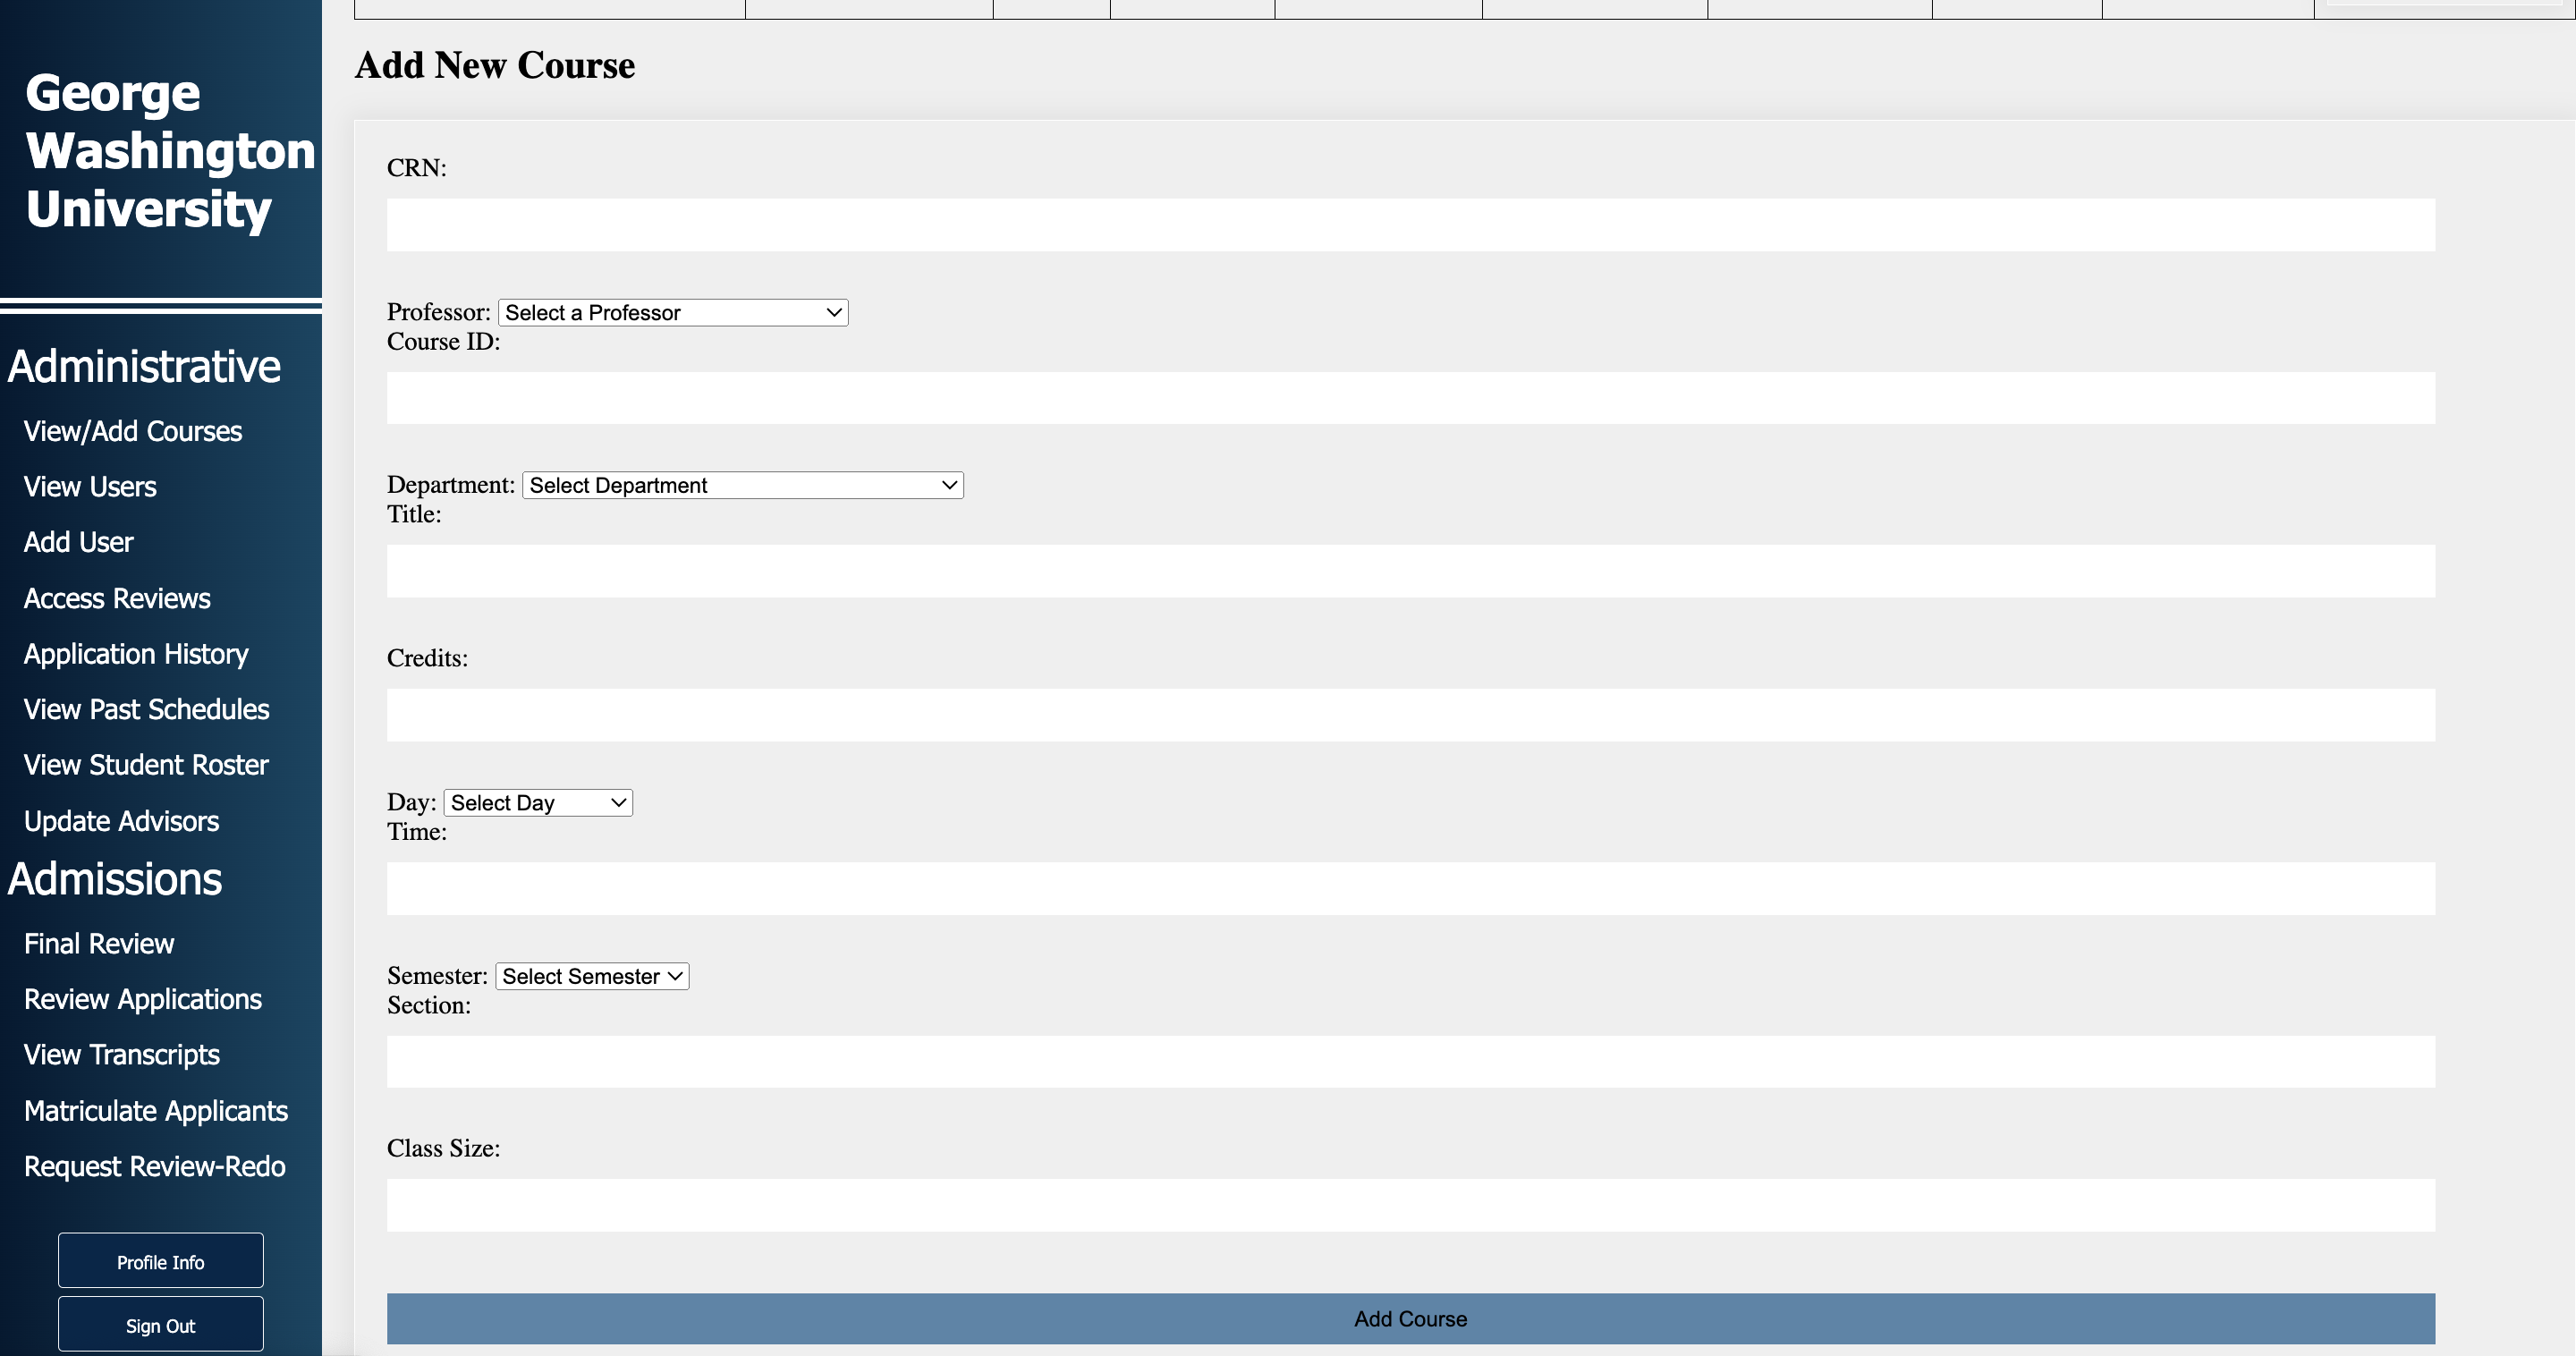 George
Washington
University
Administrative
View/Add Courses
View Users
Add User
Access Reviews
Application History
View Past Schedules
View Student Roster
Update Advisors
Admissions
Final Review
Review Applications
View Transcripts
Matriculate Applicants
Request Review-Redo
Profile Info
Sign Out
Add New Course
CRN:
Professor: Select a Professor
Course ID:
Department: Select Department
Title:
Credits:
Day: Select Day
Time:
Semester: Select Semester
Section:
Class Size:
Add Course